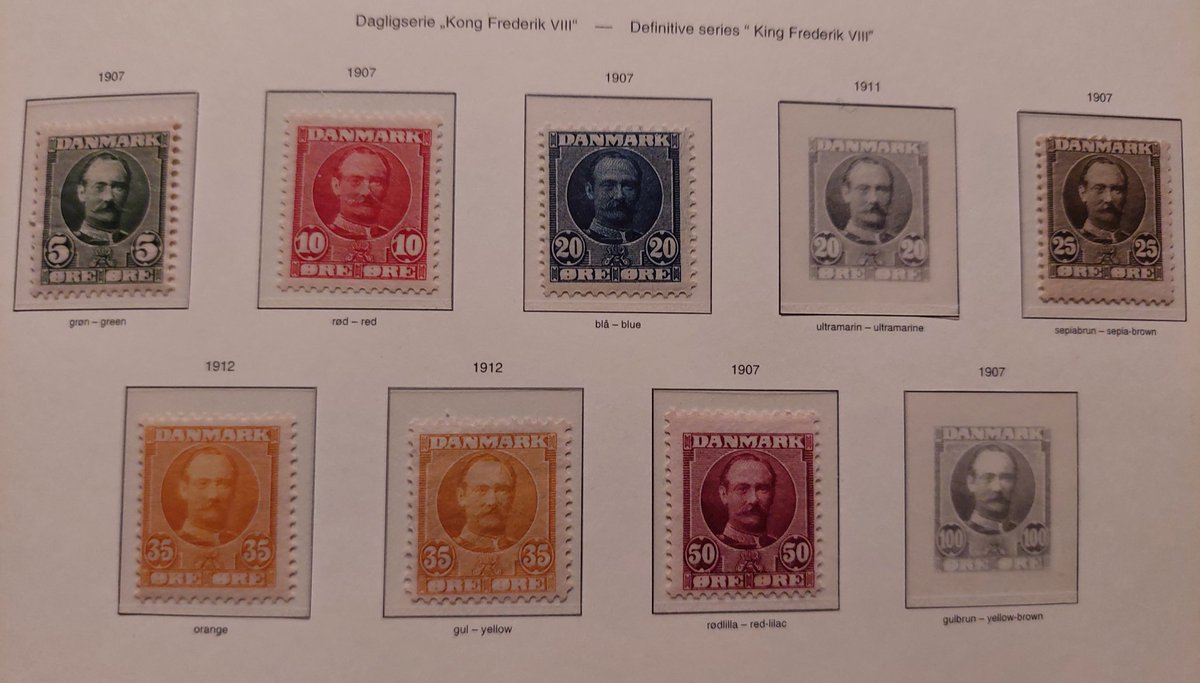 Dagligserie „Kong Frederik VIII“ — Definitive series “ King Frederik VIII”
1907
1907
1907
1911
1907
DANMARK
5 5
ØRE ØRE
DANMARK
10 10
ØRE ØRE
DANMARK
20 20
ØRE ØRE
DANMARK
20 20
ØRE ØRE
DANMARK
25 25
ØRE ØRE
grøn – green
rød – red
blå – blue
ultramarin – ultramarine
sepiabrun – sepia-brown
1912
1912
1907
1907
DANMARK
35 35
ØRE ØRE
DANMARK
35 35
ØRE ØRE
DANMARK
50 50
ØRE ØRE
DANMARK
100 100
ØRE ØRE
orange
gul – yellow
rødlilla – red-lilac
gulbrun – yellow-brown